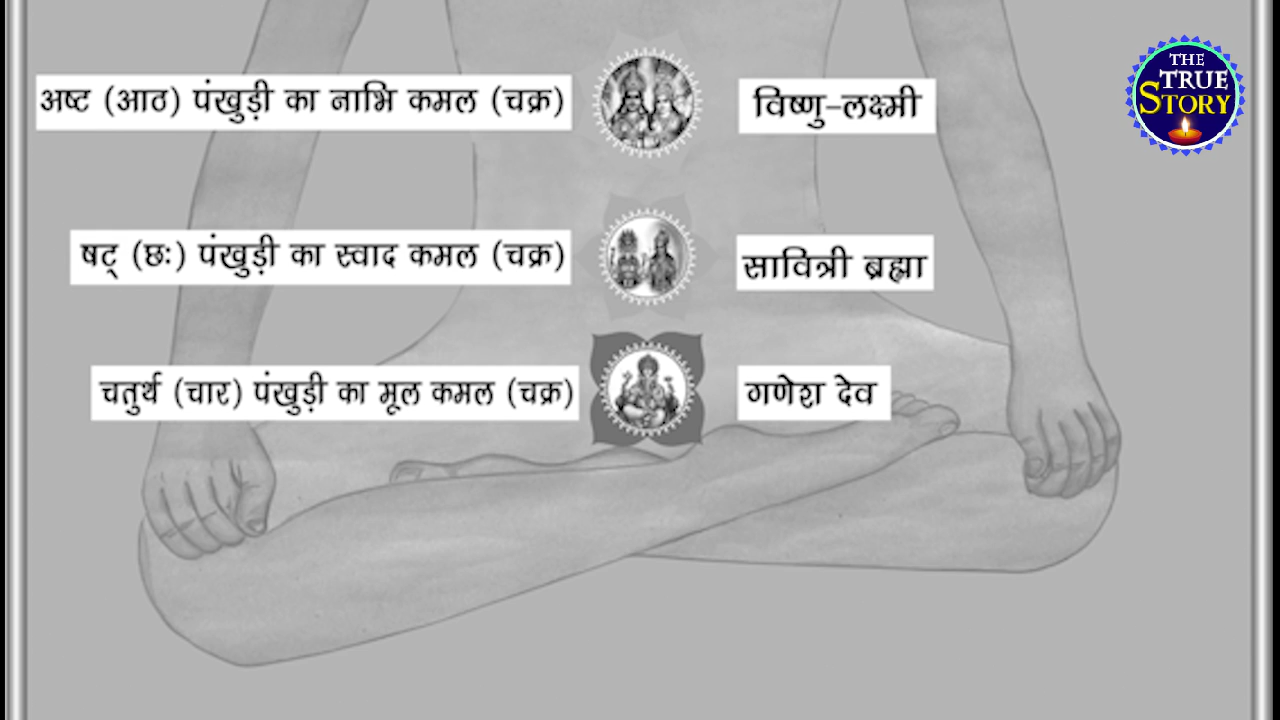 अष्ट (आठ) पंखुड़ी का नाभि कमल (चक्र)
विष्णु-लक्ष्मी
THE
TRUE
STORY
षट् (छः) पंखुड़ी का स्वाद कमल (चक्र)
सावित्री ब्रह्मा
चतुर्थ (चार) पंखुड़ी का मूल कमल (चक्र)
गणेश देव